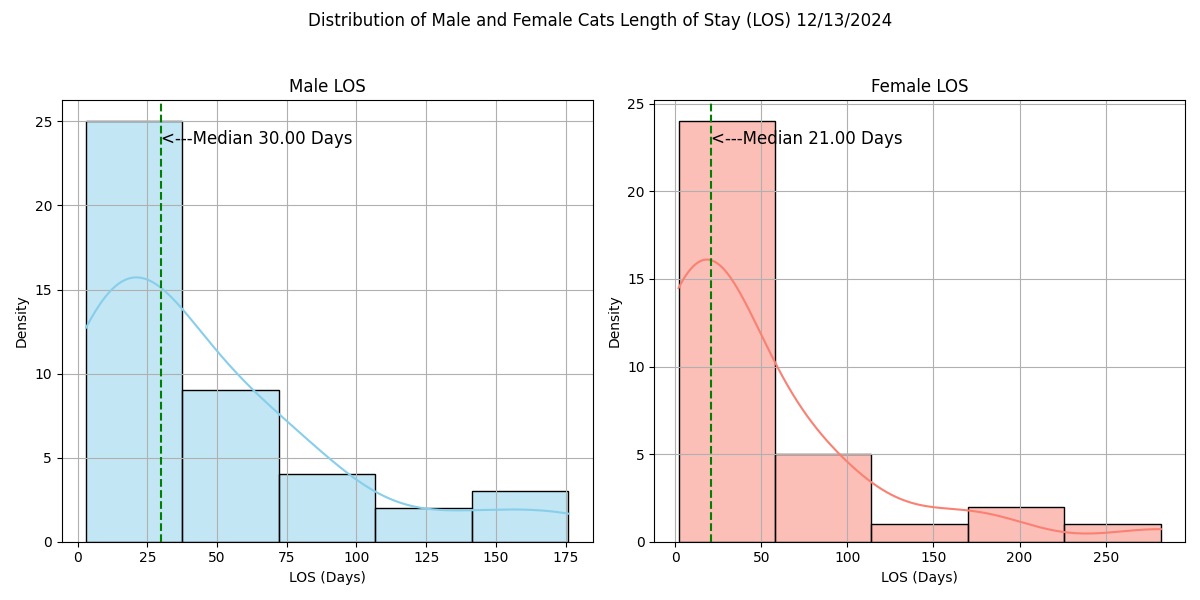 Distribution of Male and Female Cats Length of Stay (LOS) 12/13/2024
Male LOS
25
20
15
10
5
0
Density
<---Median 30.00 Days
0 25 50 75 100 125 150 175
LOS (Days)
Female LOS
25
20
15
10
5
0
Density
<---Median 21.00 Days
0 50 100 150 200 250
LOS (Days)